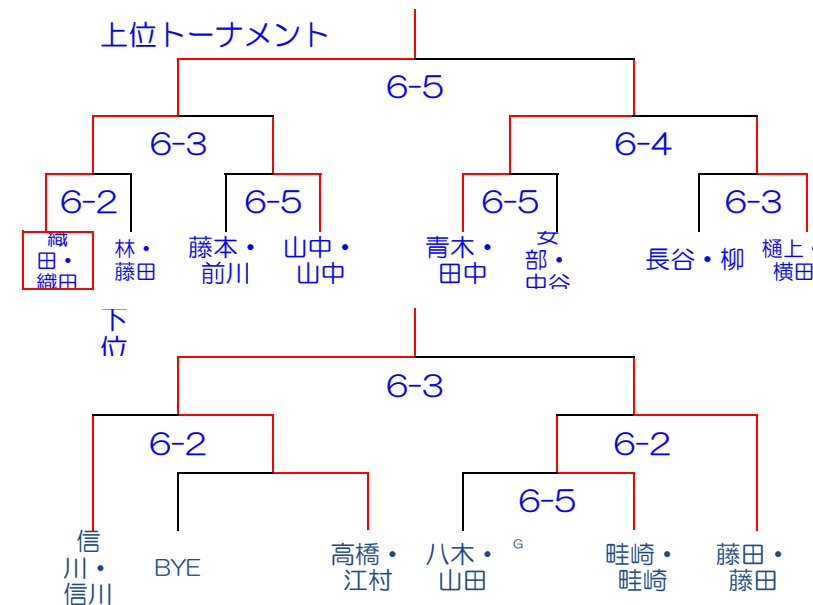 上位トーナメント
6-5
6-3
6-4
6-2
6-5
6-5
6-3
織
田・
織田
林・
藤田
藤本・
前川
山中・
山中
青木・
田中
安
部・
中谷
長谷・柳
樋上・
横田
下
位
6-3
6-2
6-2
6-5
信
川・
信川
BYE
高橋・
江村
八木・
山田
G
畦崎・
畦崎
藤田・
藤田